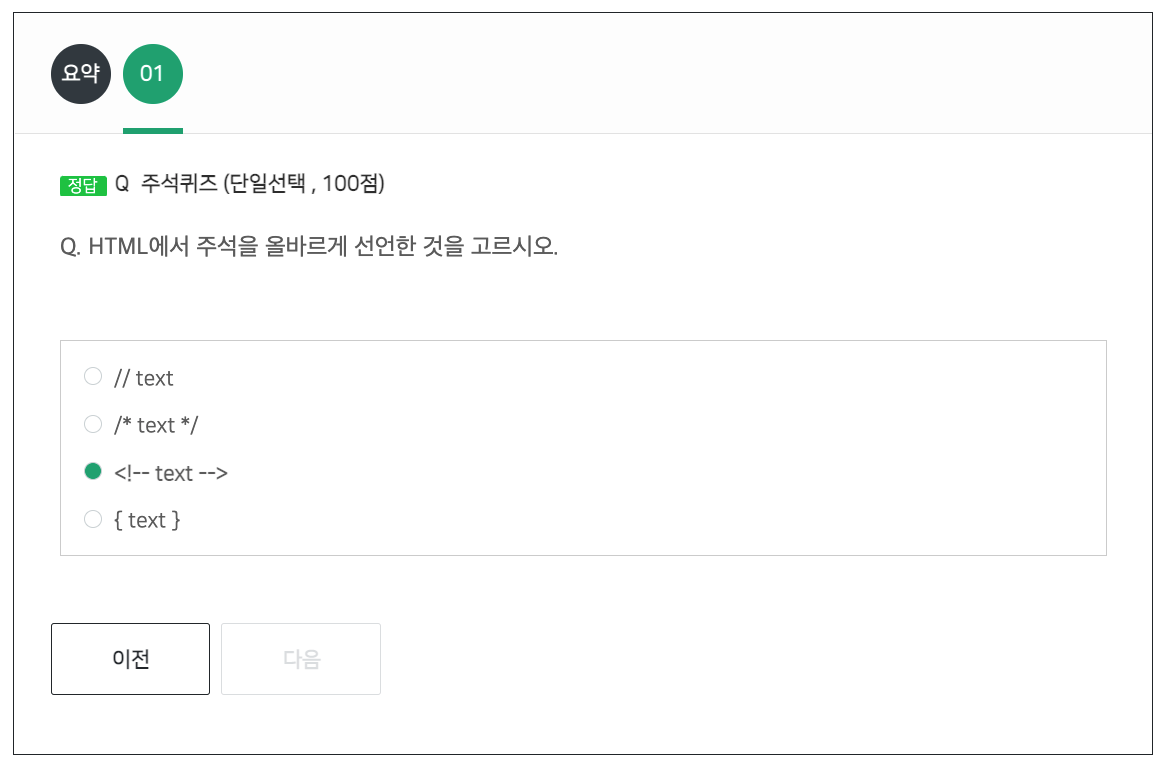 요약 01
정답 Q 주석퀴즈 (단일선택 , 100점)
Q. HTML에서 주석을 올바르게 선언한 것을 고르시오.
// text
/* text */
<!-- text -->
{ text }
이전 다음